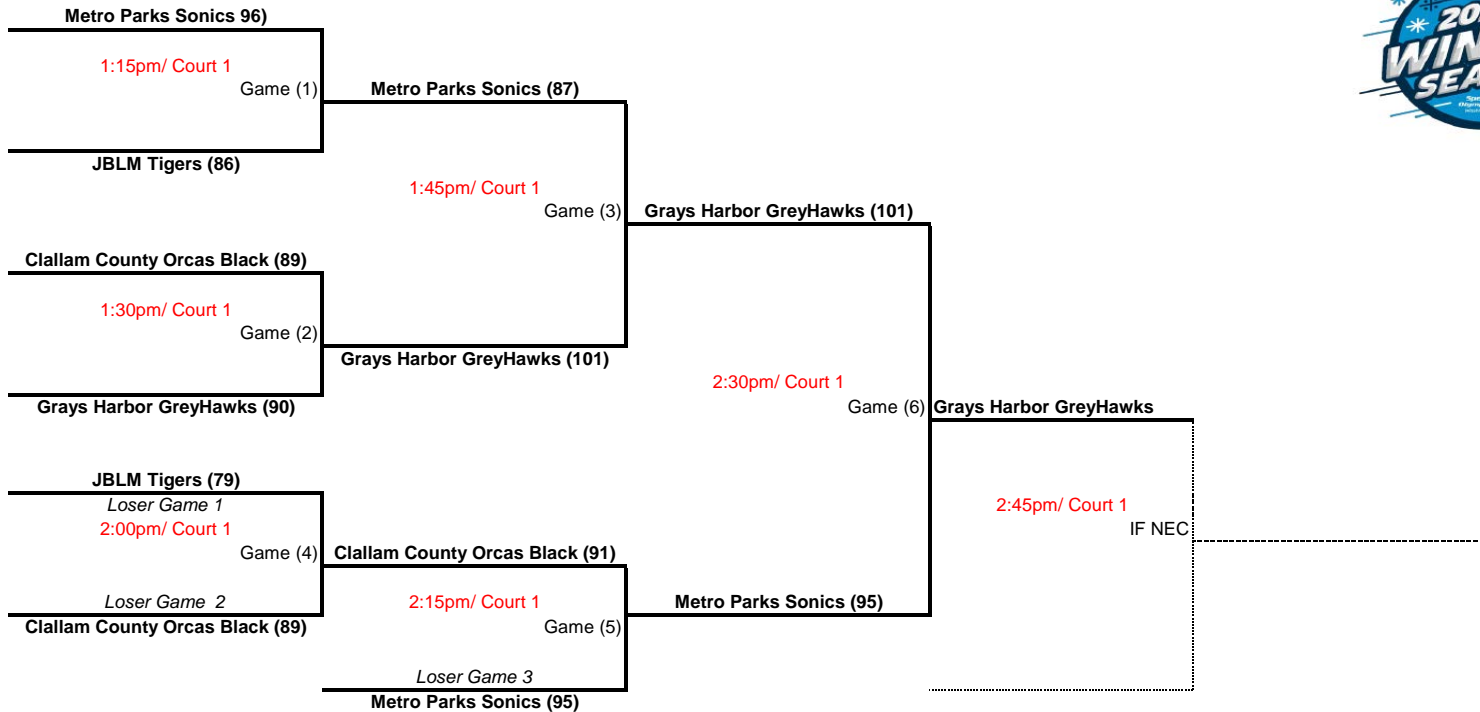 Metro Parks Sonics 96)
1:15pm/ Court 1
Game (1)
Metro Parks Sonics (87)
JBLM Tigers (86)
1:45pm/ Court 1
Game (3)
Grays Harbor GreyHawks (101)
Clallam County Orcas Black (89)
1:30pm/ Court 1
Game (2)
Grays Harbor GreyHawks (101)
2:30pm/ Court 1
Grays Harbor GreyHawks (90)
Game (6)
Grays Harbor GreyHawks
JBLM Tigers (79)
Loser Game 1
2:00pm/ Court 1
2:45pm/ Court 1
IF NEC
Game (4)
Clallam County Orcas Black (91)
Loser Game  2
2:15pm/ Court 1
Metro Parks Sonics (95)
Clallam County Orcas Black (89)
Game (5)
Loser Game 3
Metro Parks Sonics (95)
20
WIN
SEA